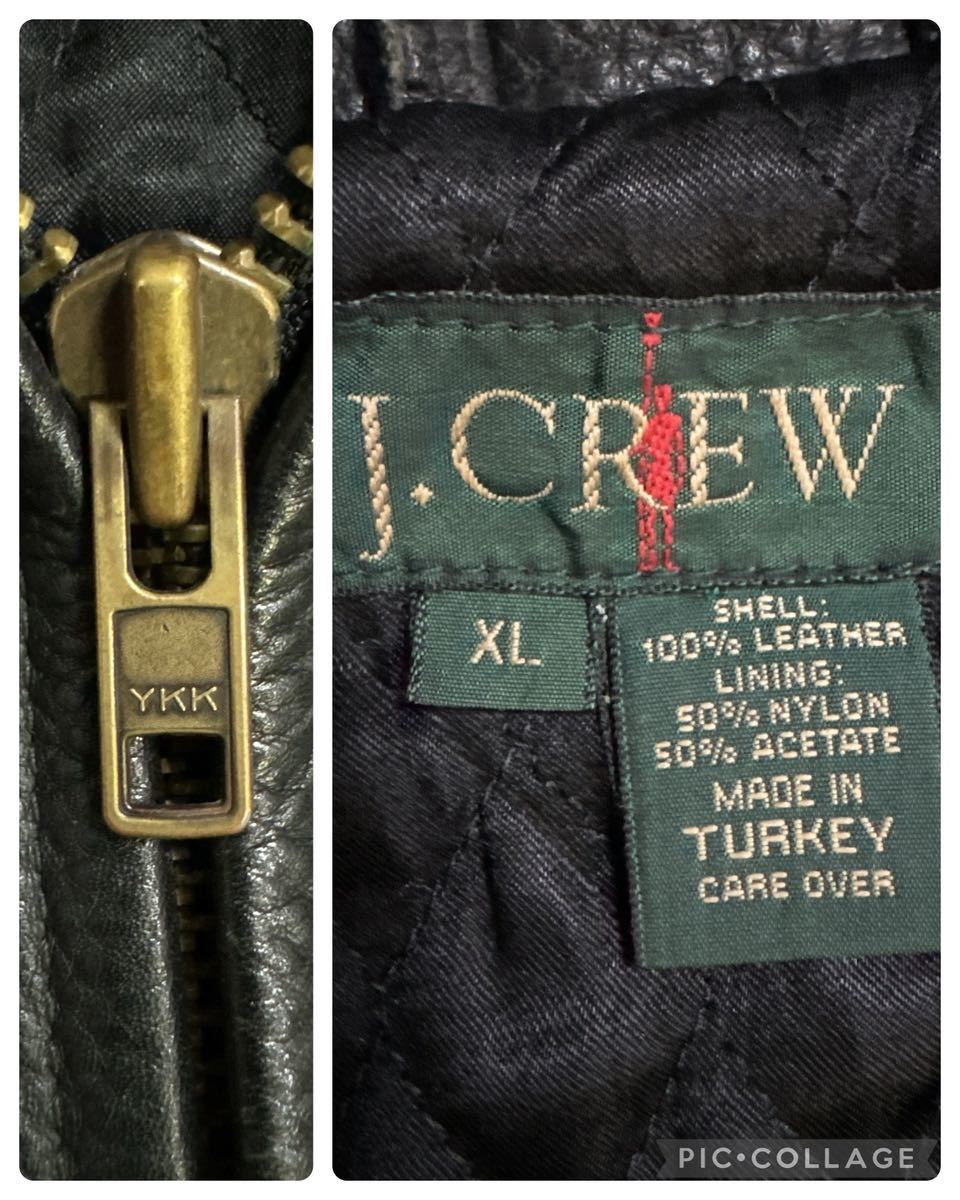 YKK
J.CREW
XL
SHELL:
100% LEATHER
LINING:
50% NYLON
50% ACETATE
MADE IN
TURKEY
CARE OVER
PIC•COLLAGE